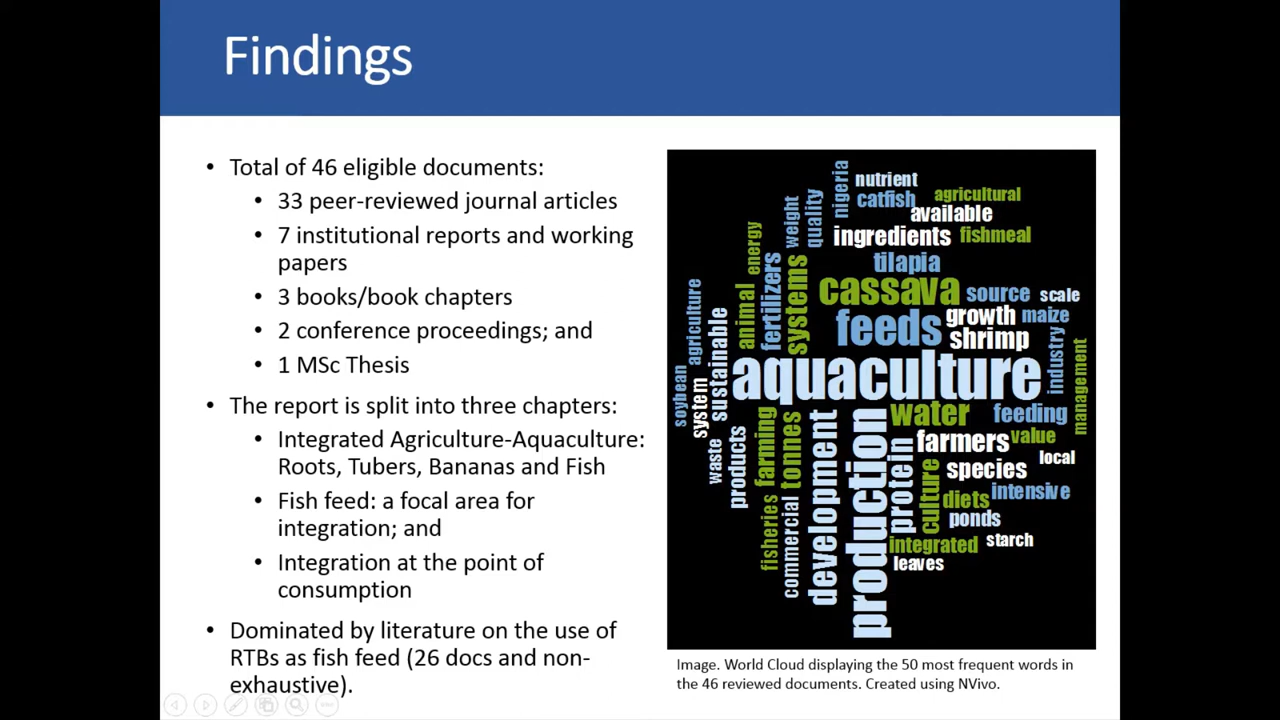 Findings
• Total of 46 eligible documents:
• 33 peer-reviewed journal articles
• 7 institutional reports and working
papers
• 3 books/book chapters
• 2 conference proceedings; and
• 1 MSc Thesis
• The report is split into three chapters:
• Integrated Agriculture-Aquaculture:
Roots, Tubers, Bananas and Fish
• Fish feed: a focal area for
integration; and
• Integration at the point of
consumption
• Dominated by literature on the use of
RTBs as fish feed (26 docs and non-
exhaustive).
nigeria
nutrient
catfish
agricultural
available
weight
quality
ingredients
fishmeal
energy
fertilizers
systems
tilapia
cassava
source
scale
agriculture
animal
feeds
growth
maize
shrimp
sustainable
industry
aquaculture
management
soybean
system
water
feeding
farming
tonnes
development
production
protein
farmers
value
local
waste
products
culture
species
diets
intensive
ponds
fisheries
commercial
integrated
starch
leaves
Image. World Cloud displaying the 50 most frequent words in
the 46 reviewed documents. Created using NVivo.